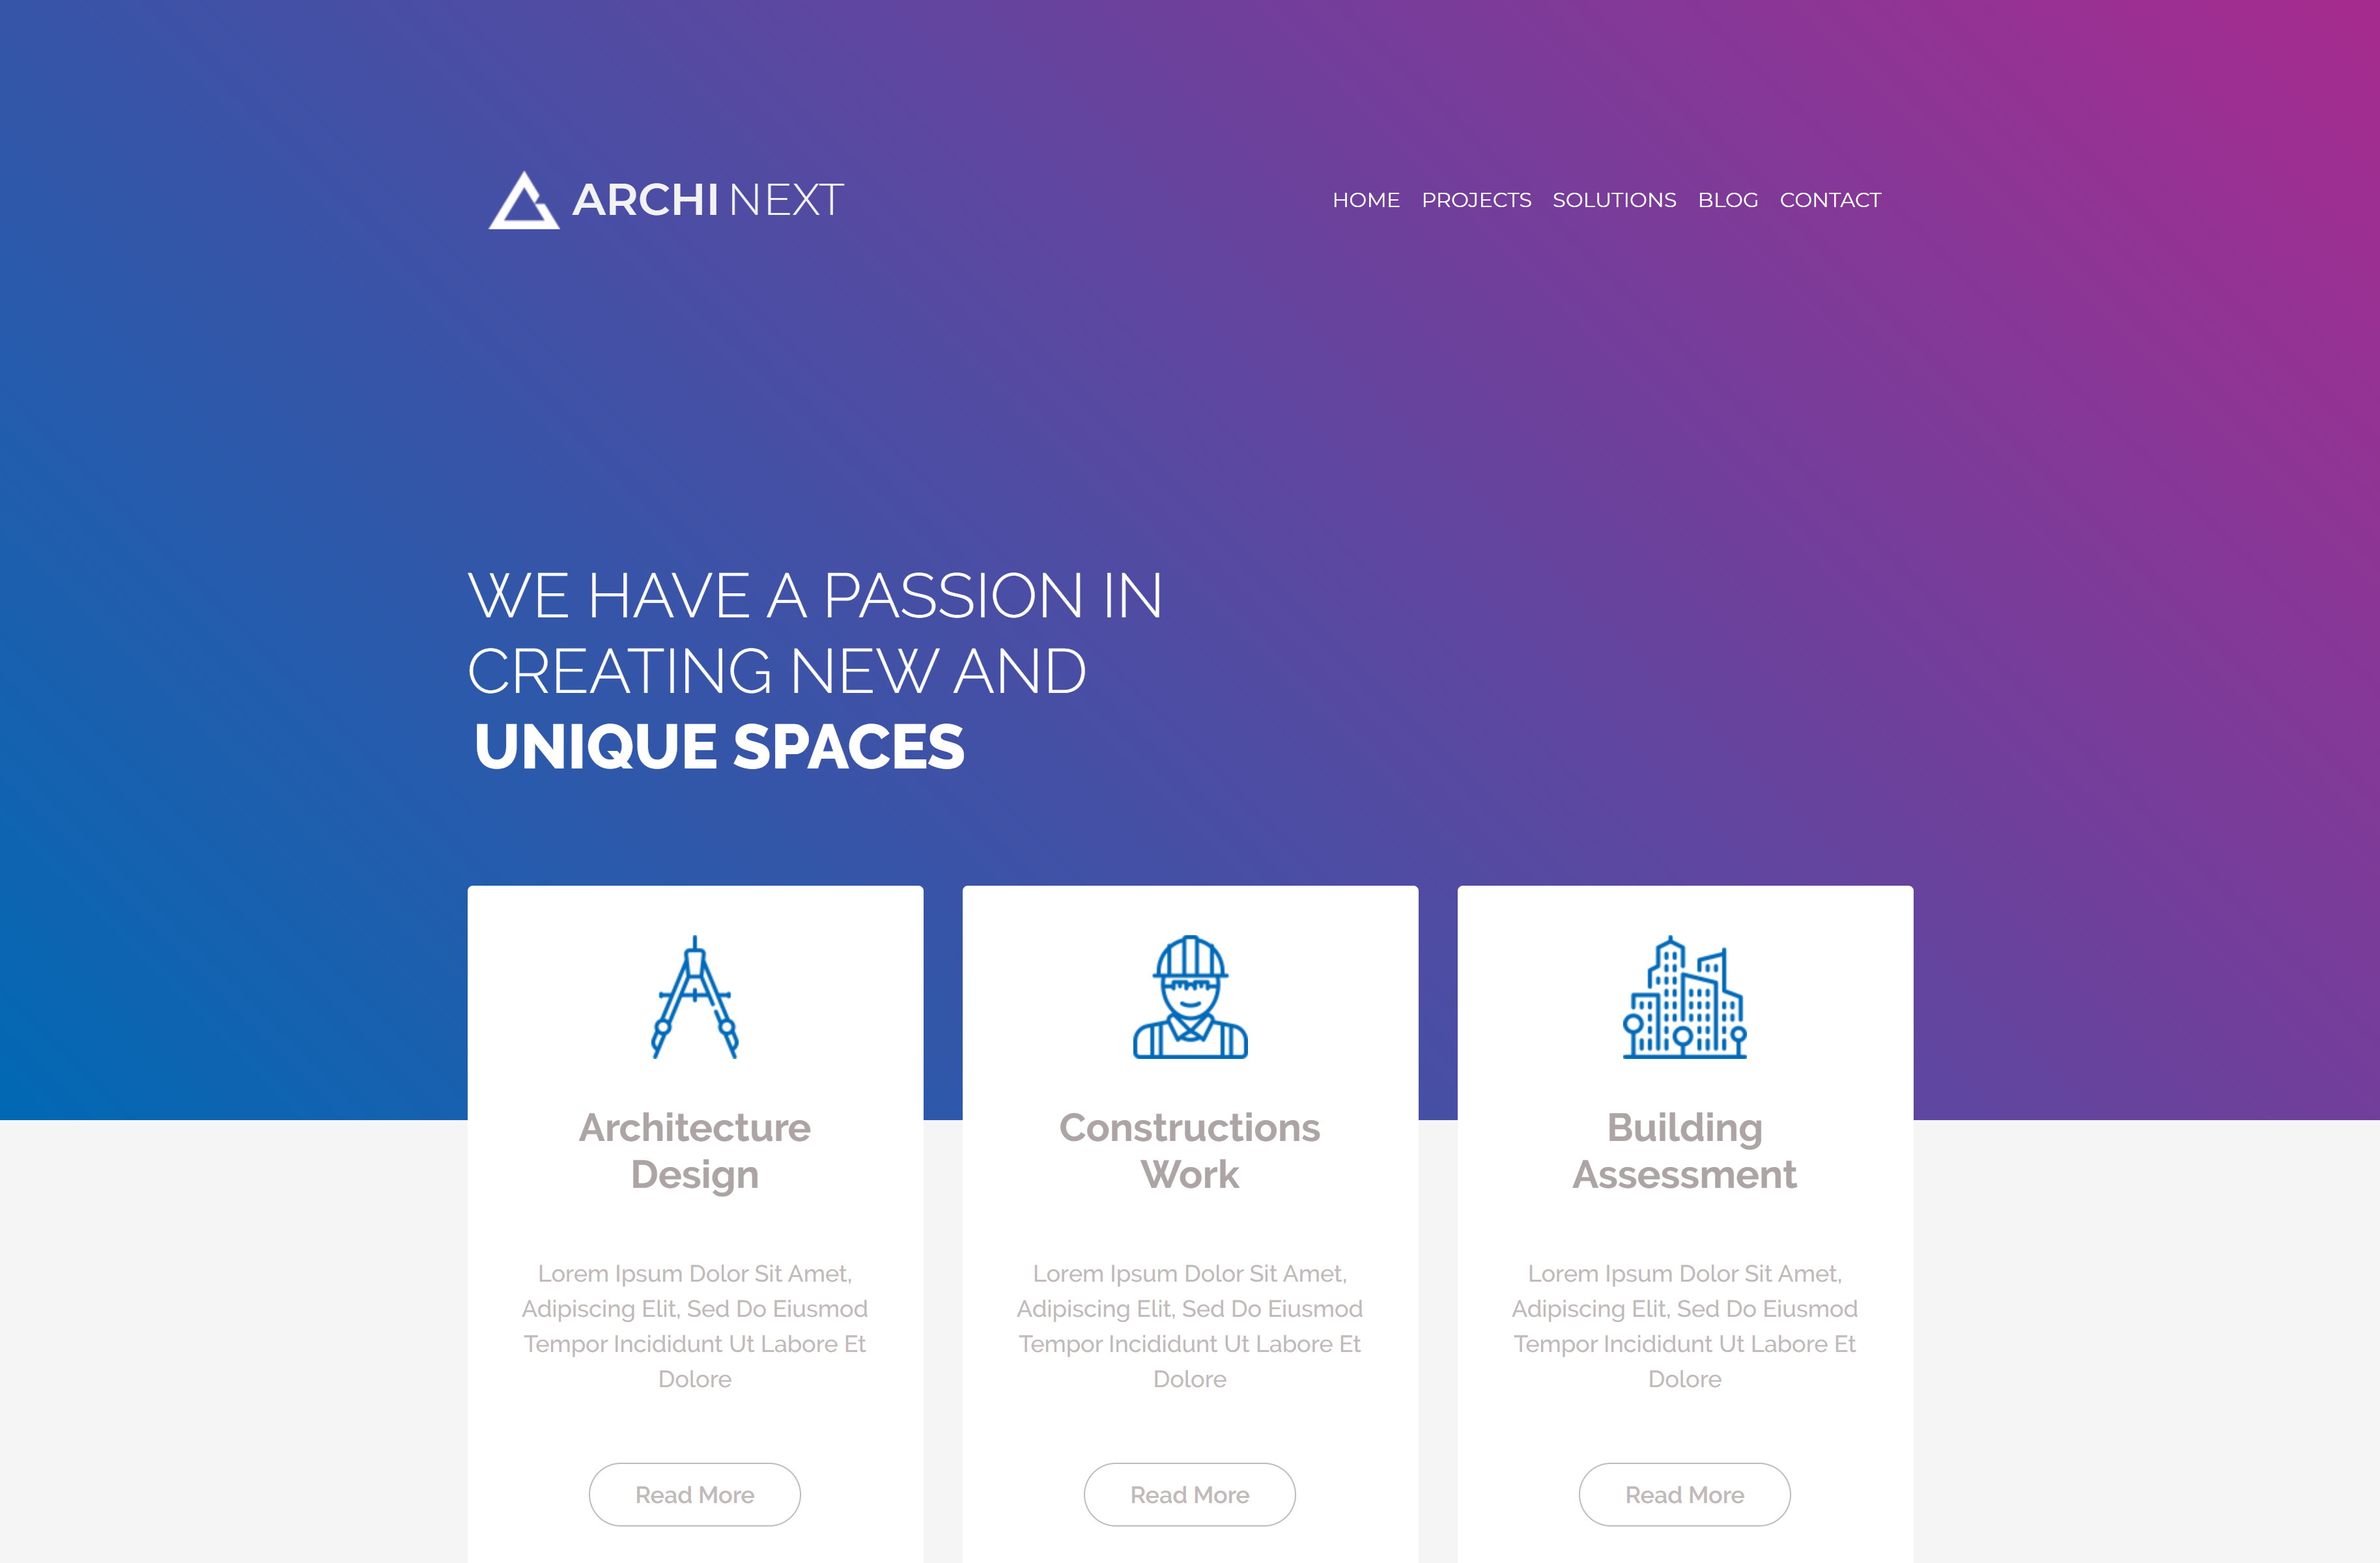 ARCHI NEXT
HOME PROJECTS SOLUTIONS BLOG CONTACT
WE HAVE A PASSION IN
CREATING NEW AND
UNIQUE SPACES
Architecture
Design
Lorem Ipsum Dolor Sit Amet,
Adipiscing Elit, Sed Do Eiusmod
Tempor Incididunt Ut Labore Et
Dolore
Read More
Constructions
Work
Lorem Ipsum Dolor Sit Amet,
Adipiscing Elit, Sed Do Eiusmod
Tempor Incididunt Ut Labore Et
Dolore
Read More
Building
Assessment
Lorem Ipsum Dolor Sit Amet,
Adipiscing Elit, Sed Do Eiusmod
Tempor Incididunt Ut Labore Et
Dolore
Read More